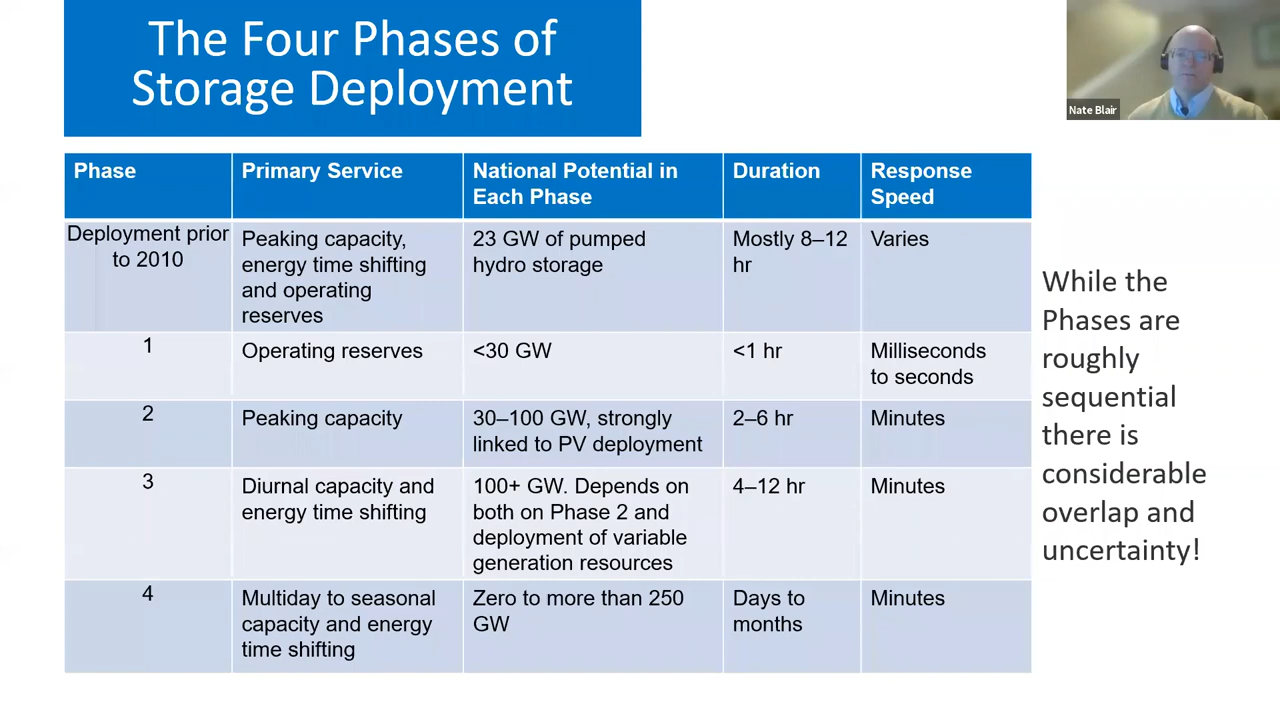 The Four Phases of
Storage Deployment
Nate Blair
Phase
Primary Service
National Potential in
Each Phase
Duration
Response
Speed
Deployment prior
to 2010
Peaking capacity,
energy time shifting
and operating
reserves
23 GW of pumped
hydro storage
Mostly 8–12
hr
Varies
1
Operating reserves
<30 GW
<1 hr
Milliseconds
to seconds
2
Peaking capacity
30–100 GW, strongly
linked to PV deployment
2–6 hr
Minutes
3
Diurnal capacity and
energy time shifting
100+ GW. Depends on
both on Phase 2 and
deployment of variable
generation resources
4–12 hr
Minutes
4
Multiday to seasonal
capacity and energy
time shifting
Zero to more than 250
GW
Days to
months
Minutes
While the
Phases are
roughly
sequential
there is
considerable
overlap and
uncertainty!